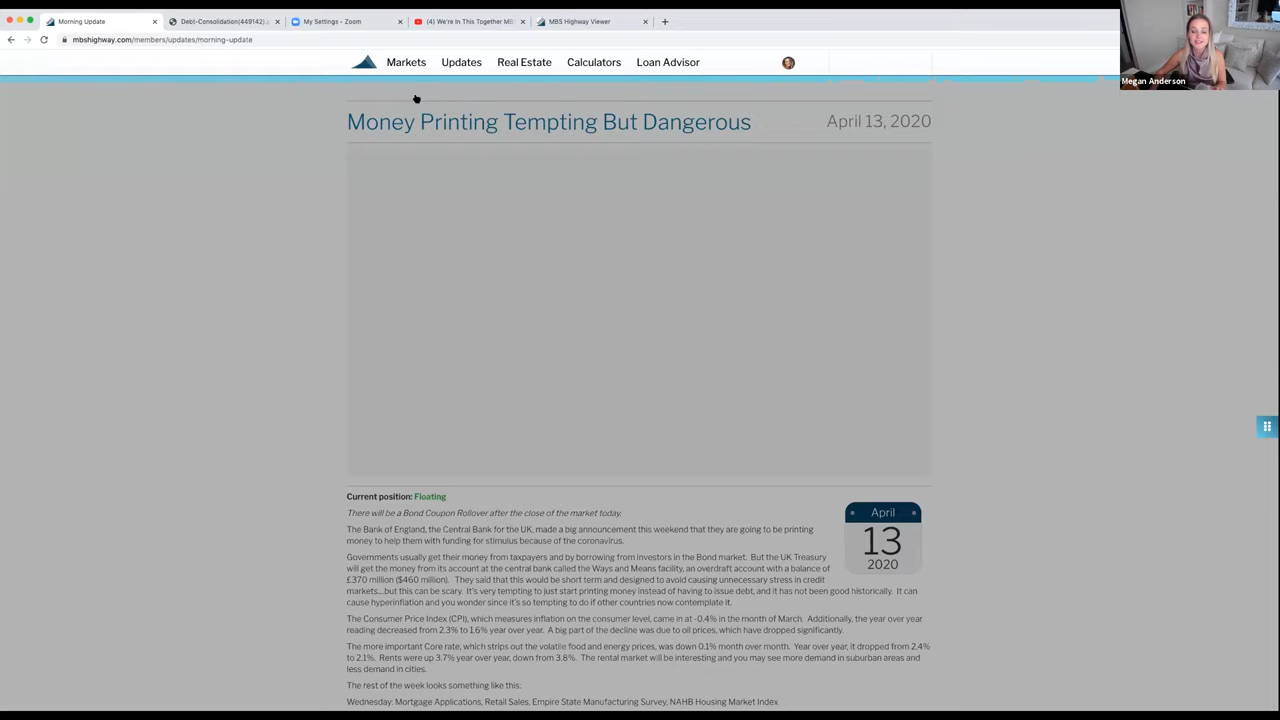 Morning Update
Debt-Consolidation(449142).p
My Settings - Zoom
(4) We're In This Together MBS
MBS Highway Viewer
mbshighway.com/members/updates/morning-update
Markets Updates Real Estate Calculators Loan Advisor
Megan Anderson
Money Printing Tempting But Dangerous
April 13, 2020
Current position: Floating
There will be a Bond Coupon Rollover after the close of the market today.
April
13
2020
The Bank of England, the Central Bank for the UK, made a big announcement this weekend that they are going to be printing
money to help them with funding for stimulus because of the coronavirus.
Governments usually get their money from taxpayers and by borrowing from investors in the Bond market. But the UK Treasury
will get the money from its account at the central bank called the Ways and Means facility, an overdraft account with a balance of
£370 million ($460 million). They said that this would be short term and designed to avoid causing unnecessary stress in credit
markets...but this can be scary. It's very tempting to just start printing money instead of having to issue debt, and it has not been good historically. It can
cause hyperinflation and you wonder since it's so tempting to do if other countries now contemplate it.
The Consumer Price Index (CPI), which measures inflation on the consumer level, came in at -0.4% in the month of March. Additionally, the year over year
reading decreased from 2.3% to 1.6% year over year. A big part of the decline was due to oil prices, which have dropped significantly.
The more important Core rate, which strips out the volatile food and energy prices, was down 0.1% month over month. Year over year, it dropped from 2.4%
to 2.1%. Rents were up 3.7% year over year, down from 3.8%. The rental market will be interesting and you may see more demand in suburban areas and
less demand in cities.
The rest of the week looks something like this:
Wednesday: Mortgage Applications, Retail Sales, Empire State Manufacturing Survey, NAHB Housing Market Index